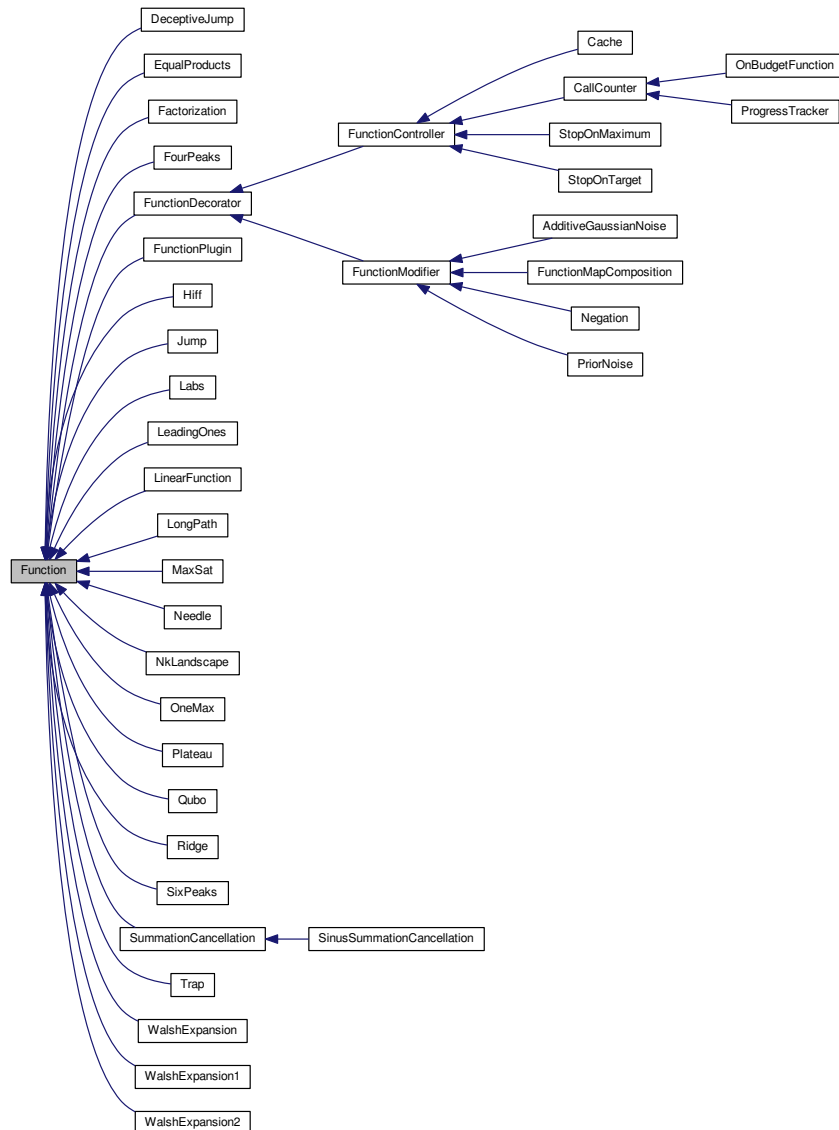 DeceptiveJump
Cache
EqualProducts
OnBudgetFunction
CallCounter
Factorization
ProgressTracker
FunctionController
StopOnMaximum
FourPeaks
StopOnTarget
FunctionDecorator
AdditiveGaussianNoise
FunctionPlugin
FunctionModifier
FunctionMapComposition
Hiff
Negation
Jump
PriorNoise
Labs
LeadingOnes
LinearFunction
LongPath
Function
MaxSat
Needle
NkLandscape
OneMax
Plateau
Qubo
Ridge
SixPeaks
SummationCancellation
SinusSummationCancellation
Trap
WalshExpansion
WalshExpansion1
WalshExpansion2